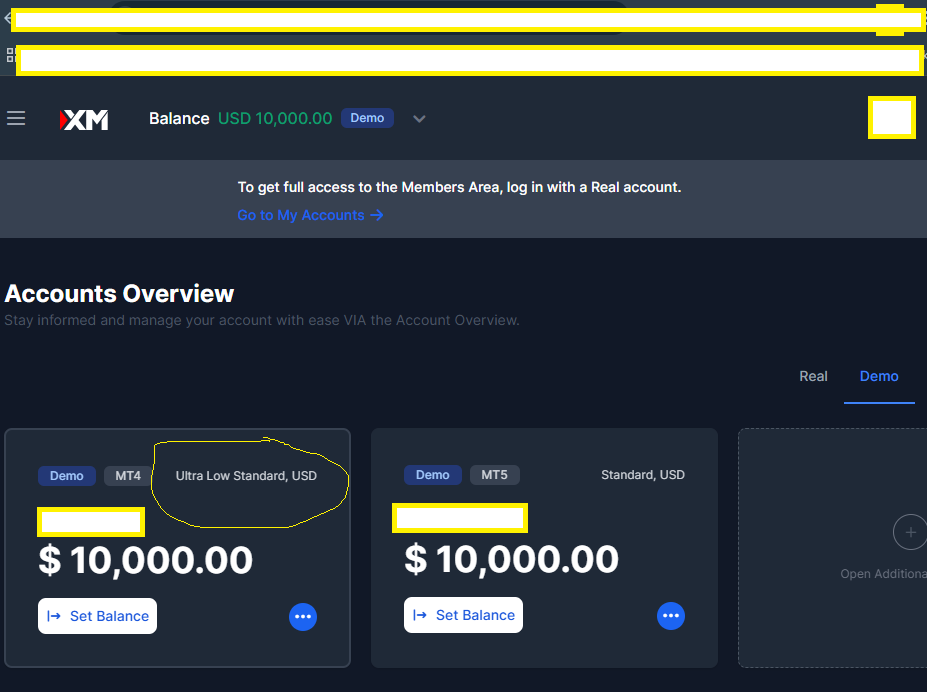 XM Balance USD 10,000.00 Demo
To get full access to the Members Area, log in with a Real account.
Go to My Accounts →
Accounts Overview
Stay informed and manage your account with ease VIA the Account Overview.
Real Demo
Demo MT4 Ultra Low Standard, USD
$ 10,000.00
Set Balance
Demo MT5 Standard, USD
$ 10,000.00
Set Balance
Open Additiona